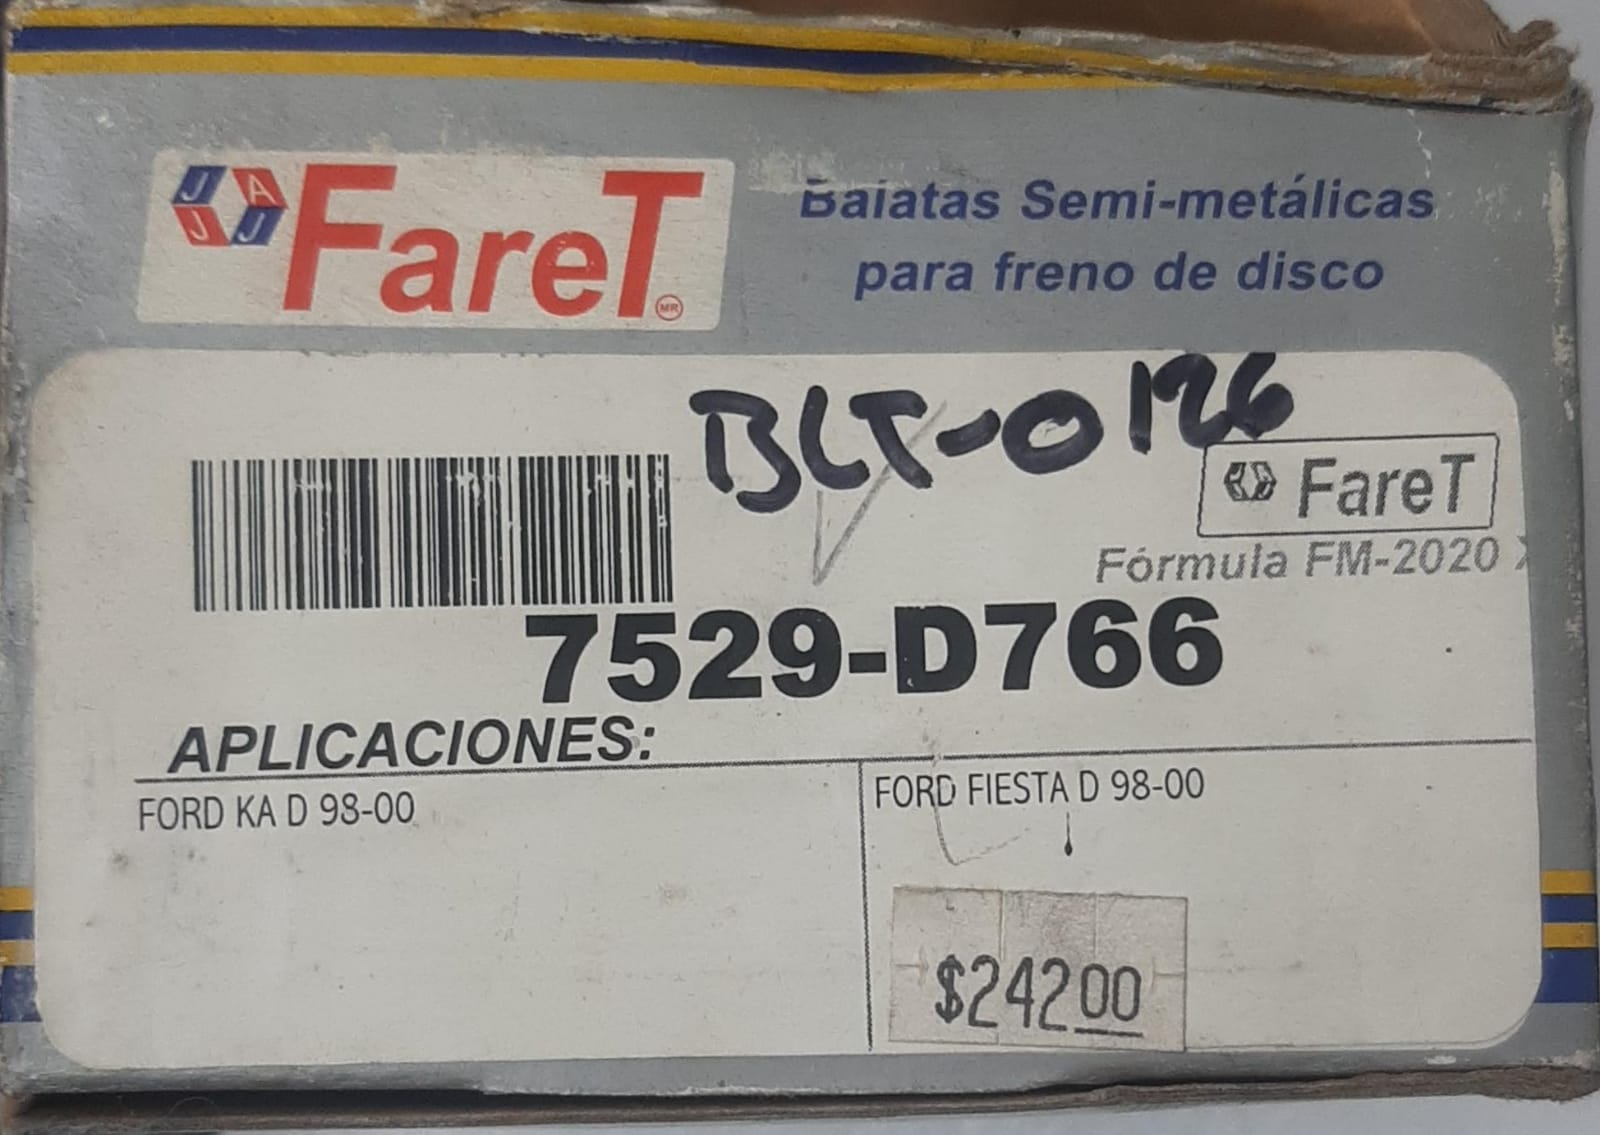 JAJJ FareT MR
Balatas Semi-metálicas
para freno de disco
BLT-0126
FareT
Fórmula FM-2020
7529-D766
APLICACIONES:
FORD KA D 98-00
FORD FIESTA D 98-00
$242.00